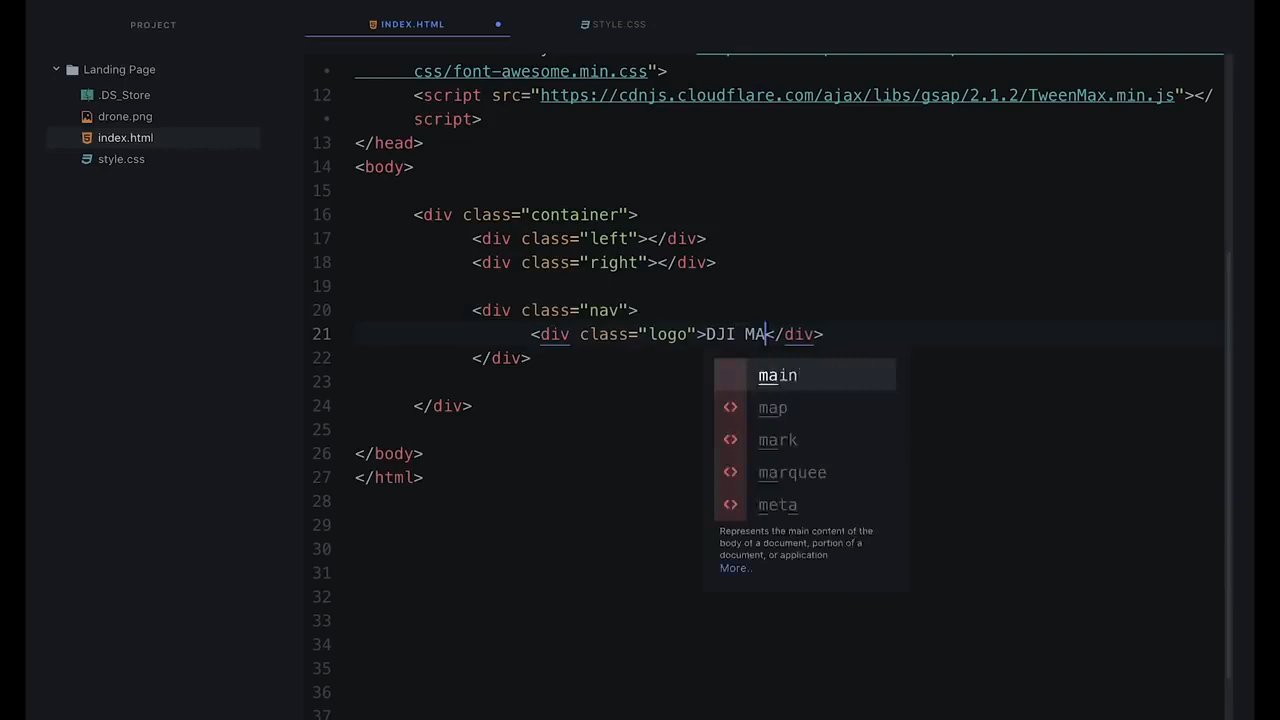 PROJECT
INDEX.HTML
STYLE.CSS
Landing Page
.DS_Store
drone.png
index.html
style.css
css/font-awesome.min.css">
12 <script src="https://cdnjs.cloudflare.com/ajax/libs/gsap/2.1.2/TweenMax.min.js"></
script>
13 </head>
14 <body>
15
16 <div class="container">
17 <div class="left"></div>
18 <div class="right"></div>
19
20 <div class="nav">
21 <div class="logo">DJI MA</div>
22 </div>
23
24 </div>
25
26 </body>
27 </html>
28
29
30
31
32
33
34
35
36
37
main
<> map
<> mark
<> marquee
<> meta
Represents the main content of the
body of a document, portion of a
document, or application
More..